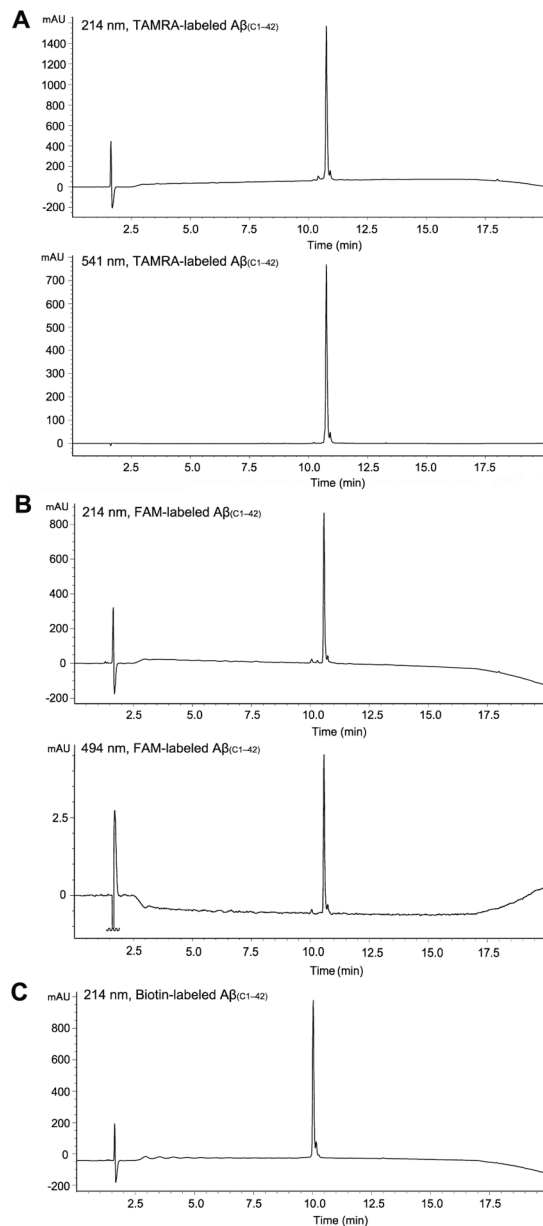 A
mAU
214 nm, TAMRA-labeled Aβ(C1–42)
1400
1200
1000
800
600
400
200
0
-200
2.5 5.0 7.5 10.0 12.5 15.0 17.5
Time (min)
mAU
541 nm, TAMRA-labeled Aβ(C1–42)
700
600
500
400
300
200
100
0
2.5 5.0 7.5 10.0 12.5 15.0 17.5
Time (min)
B
mAU
214 nm, FAM-labeled Aβ(C1–42)
800
600
400
200
0
-200
2.5 5.0 7.5 10.0 12.5 15.0 17.5
Time (min)
mAU
494 nm, FAM-labeled Aβ(C1–42)
2.5
0
2.5 5.0 7.5 10.0 12.5 15.0 17.5
Time (min)
C
mAU
214 nm, Biotin-labeled Aβ(C1–42)
800
600
400
200
0
-200
2.5 5.0 7.5 10.0 12.5 15.0 17.5
Time (min)